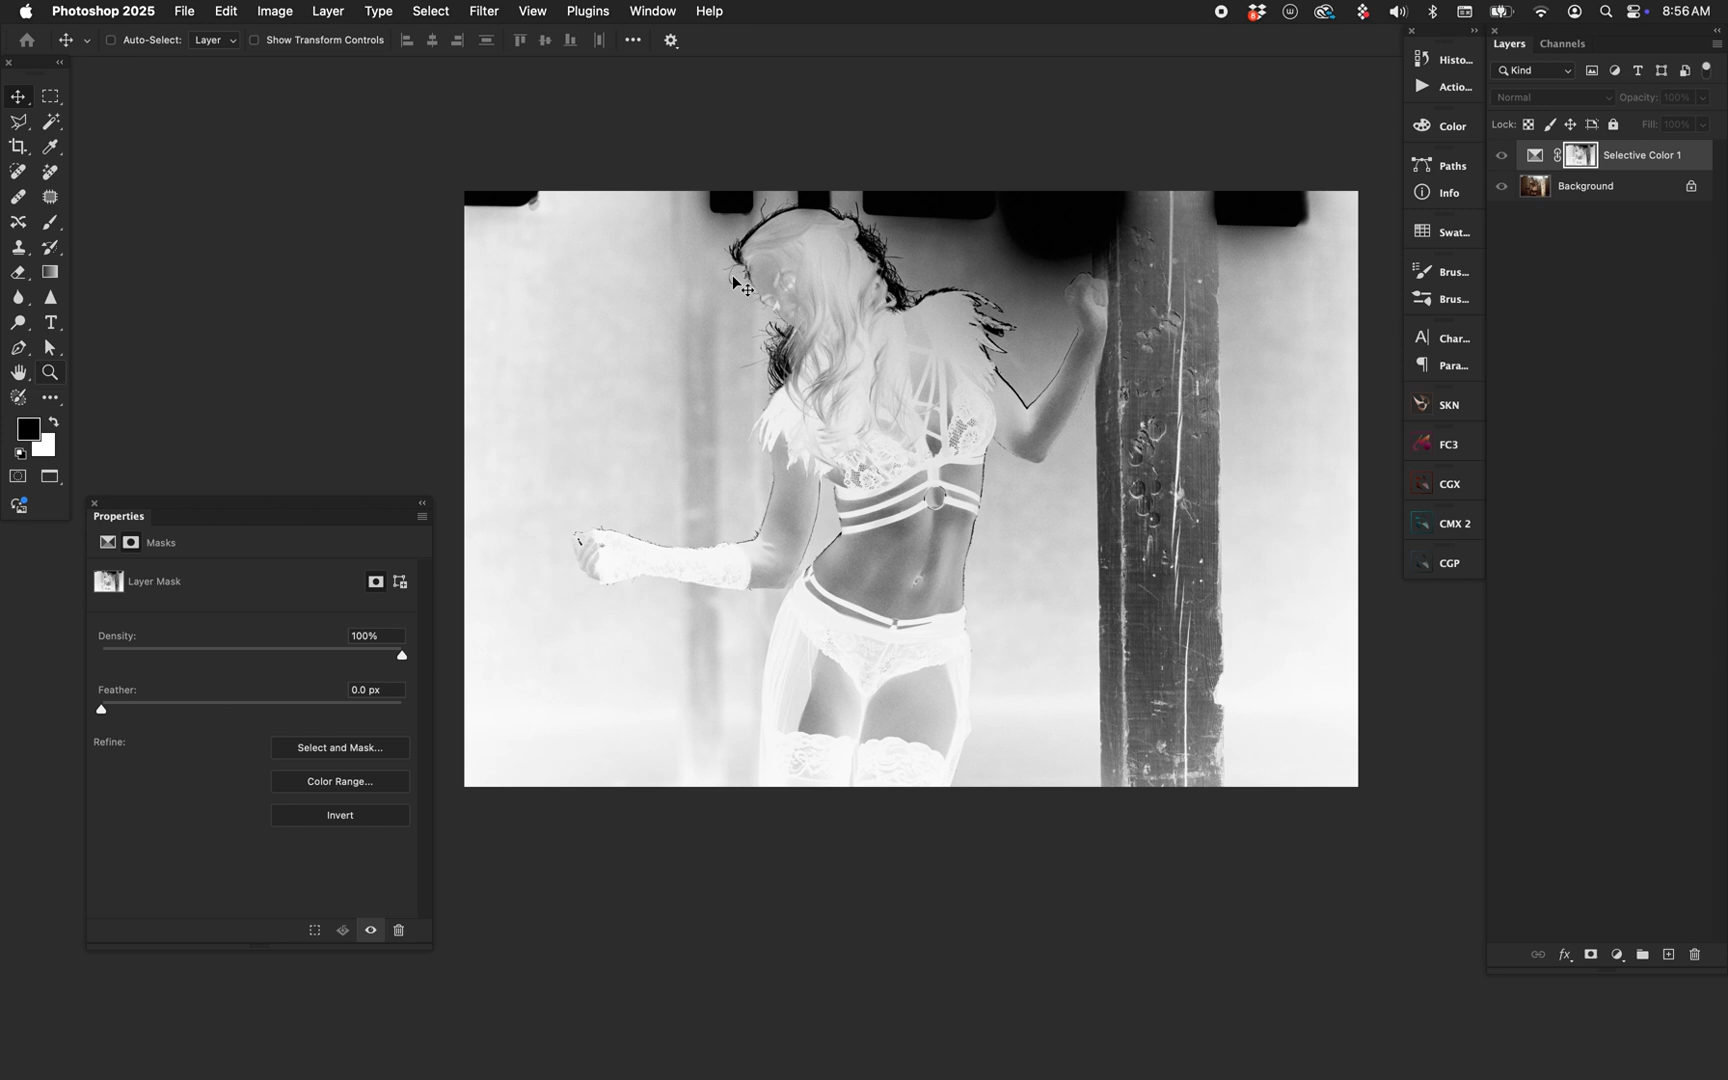 Photoshop 2025 File Edit Image Layer Type Select Filter View Plugins Window Help 8:56 AM
Auto-Select: Layer Show Transform Controls
Histo...
Actio...
Color
Paths
Info
Swat...
Brus...
Brus...
Char...
Para...
SKN
FC3
CGX
CMX 2
CGP
Layers Channels
Kind
Normal Opacity: 100%
Lock: Fill: 100%
Selective Color 1
Background
Properties
Masks
Layer Mask
Density: 100%
Feather: 0.0 px
Refine: Select and Mask...
Color Range...
Invert